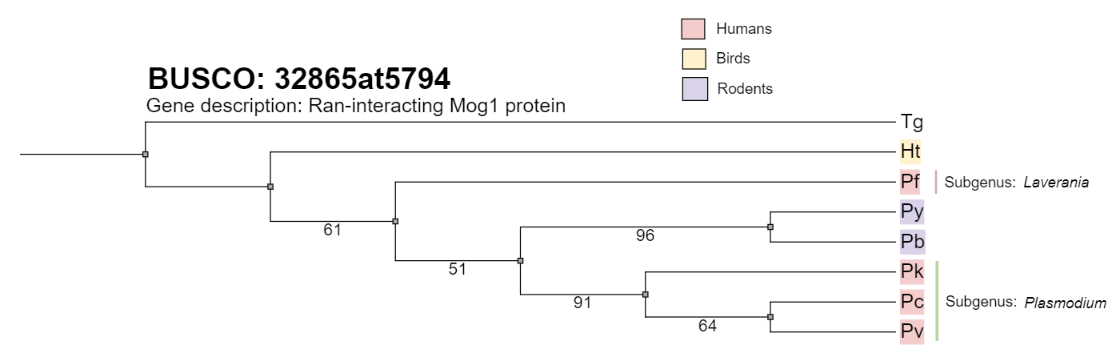 Humans
Birds
Rodents
BUSCO: 32865at5794
Gene description: Ran-interacting Mog1 protein
Tg
Ht
Pf
Subgenus: Laverania
61
Py
96
Pb
51
Pk
91
Pc
Subgenus: Plasmodium
64
Pv